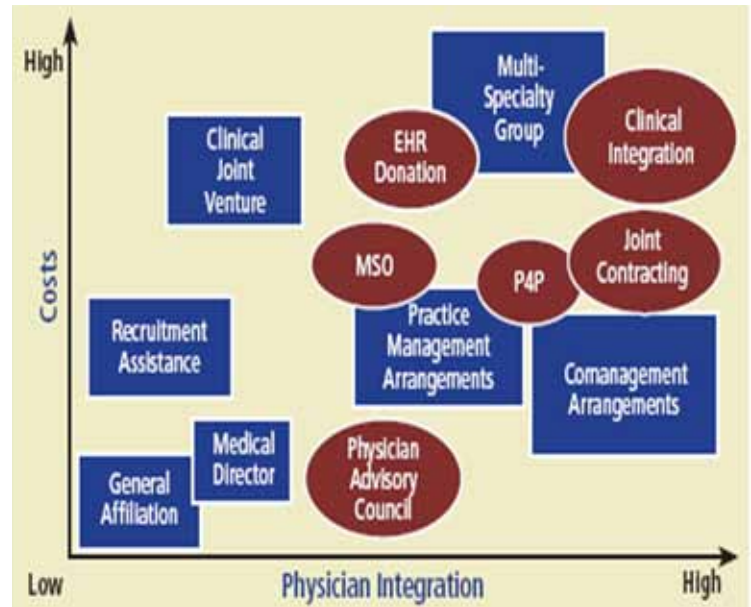 High
Multi-
Specialty
Group
Clinical
Integration
Clinical
Joint
Venture
EHR
Donation
MSO
P4P
Joint
Contracting
Costs
Recruitment
Assistance
Practice
Management
Arrangements
Comanagement
Arrangements
General
Affiliation
Medical
Director
Physician
Advisory
Council
Low
Physician Integration
High